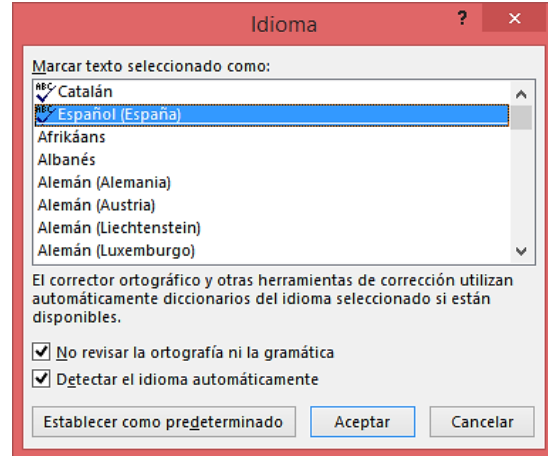 Idioma
?
Marcar texto seleccionado como:
ABC Catalán
ABC Español (España)
Afrikáans
Albanés
Alemán (Alemania)
Alemán (Austria)
Alemán (Liechtenstein)
Alemán (Luxemburgo)
El corrector ortográfico y otras herramientas de corrección utilizan
automáticamente diccionarios del idioma seleccionado si están
disponibles.
No revisar la ortografía ni la gramática
Detectar el idioma automáticamente
Establecer como predeterminado Aceptar Cancelar